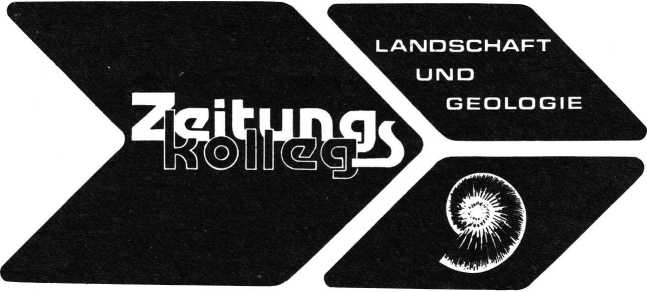 Zeitungs
kolleg
LANDSCHAFT
UND
GEOLOGIE